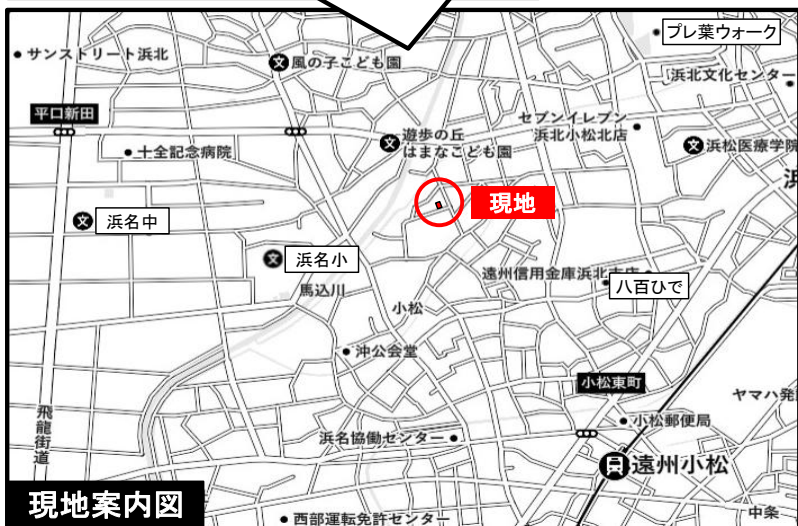 プレ葉ウォーク
サンストリート浜北
風の子こども園
浜北文化センター
平口新田
セブンイレブン
浜北小松北店
遊歩の丘
はまなこども園
十全記念病院
浜松医療学院
浜
現地
浜名中
浜名小
遠州信用金庫浜北支店
八百ひで
馬込川
小松
沖公会堂
小松東町
ヤマハ発
飛龍街道
小松郵便局
浜名協働センター
遠州小松
現地案内図
西部運転免許センター
中条